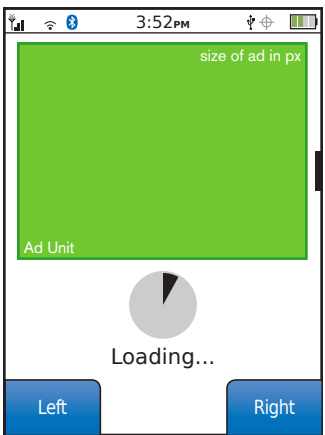 3:52PM
size of ad in px
Ad Unit
Loading...
Left
Right